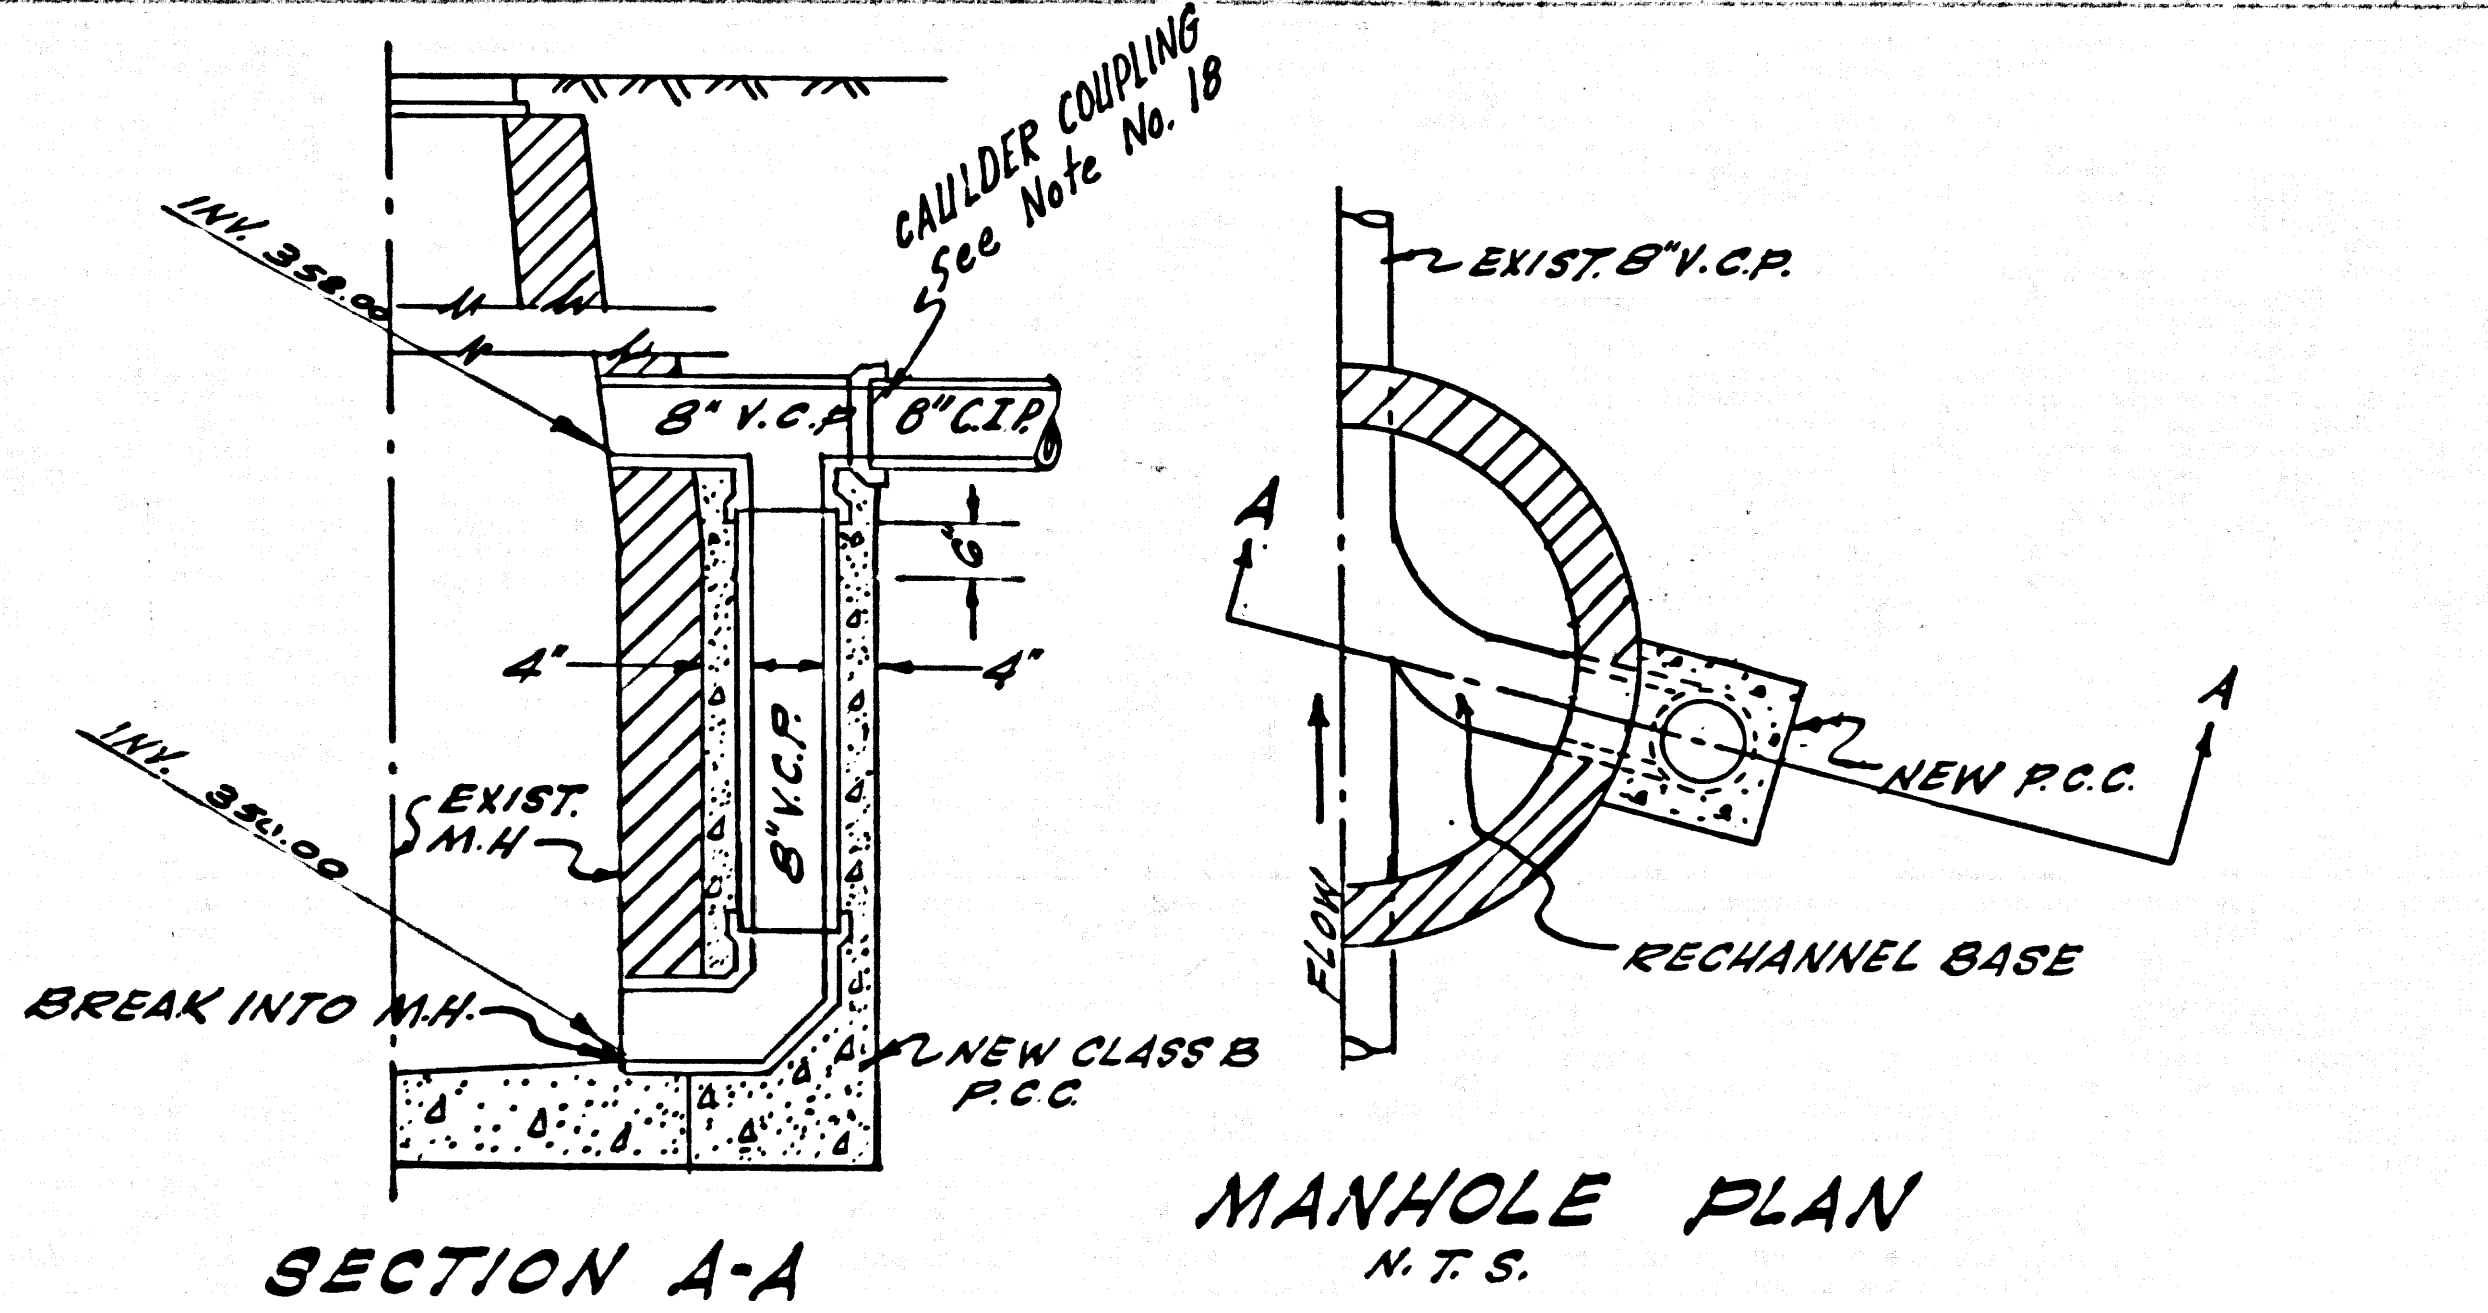 CAULDER COUPLING
See Note No. 18
INV. 358.00
8" V.C.P
8" C.I.P.
6"
4"
4"
8" V.C.P.
INV. 350.00
EXIST.
M.H
BREAK INTO M.H.
NEW CLASS B
P.C.C.
SECTION A-A
EXIST. 8" V.C.P.
A
A
NEW P.C.C.
FLOW
RECHANNEL BASE
MANHOLE PLAN
N. T. S.